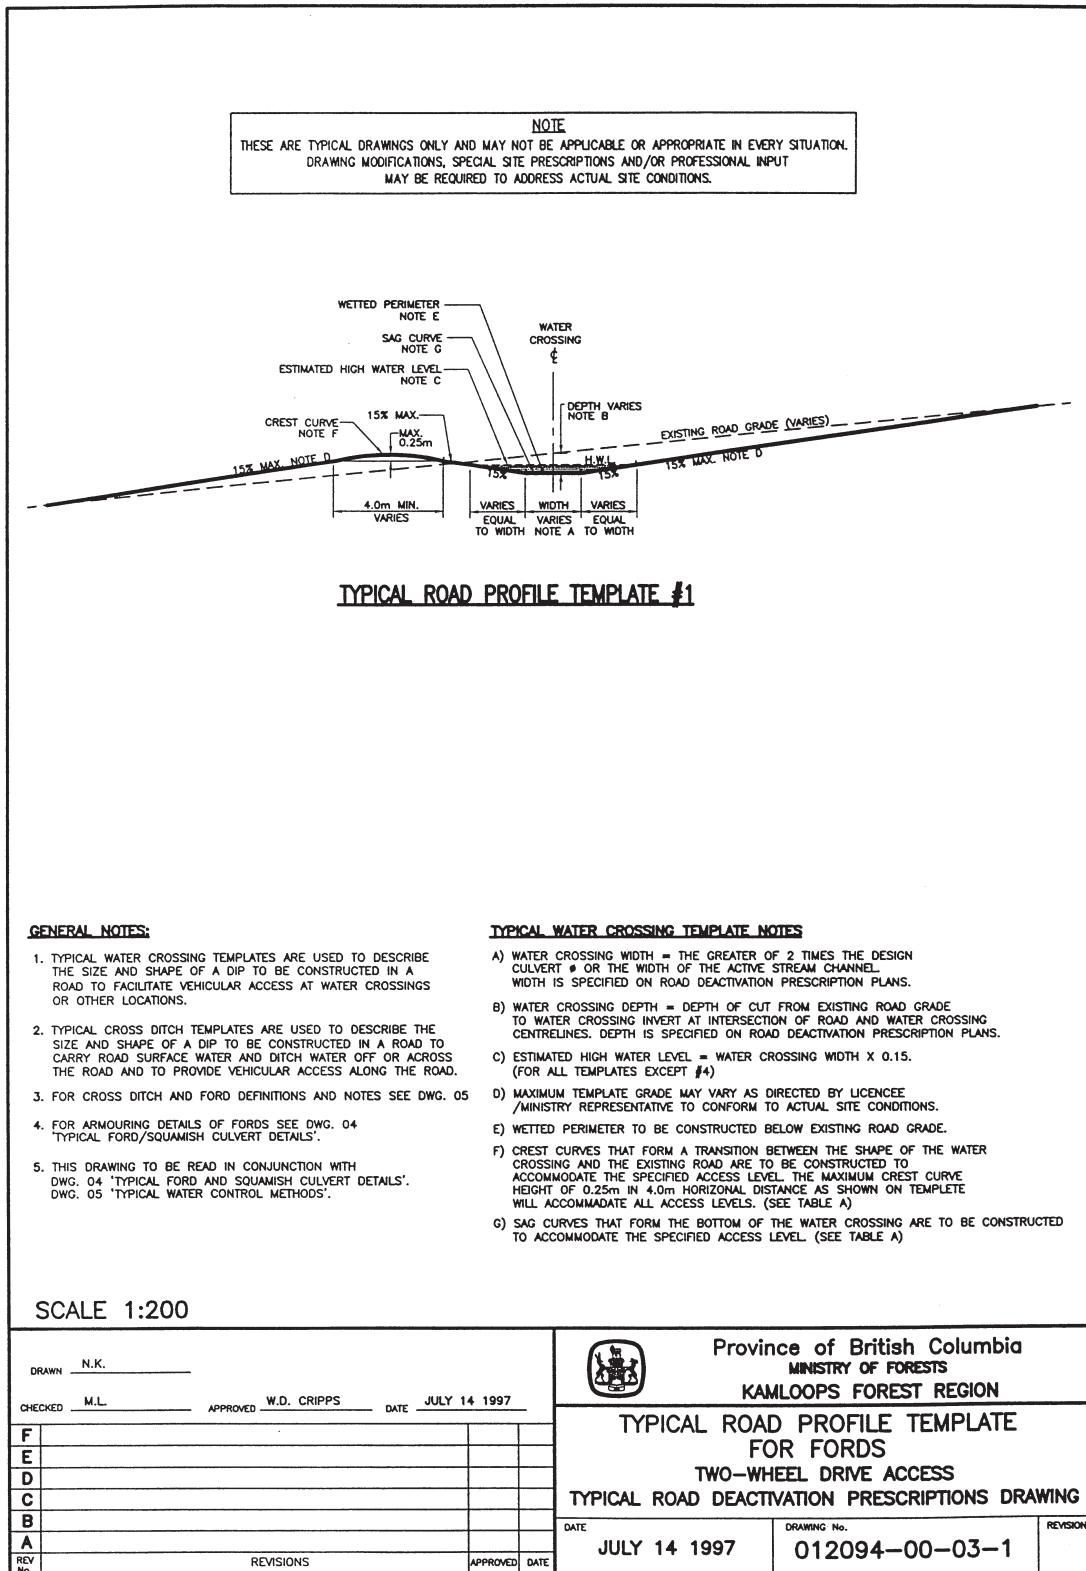 NOTE
THESE ARE TYPICAL DRAWINGS ONLY AND MAY NOT BE APPLICABLE OR APPROPRIATE IN EVERY SITUATION.
DRAWING MODIFICATIONS, SPECIAL SITE PRESCRIPTIONS AND/OR PROFESSIONAL INPUT
MAY BE REQUIRED TO ADDRESS ACTUAL SITE CONDITIONS.
WETTED PERIMETER
NOTE E
SAG CURVE
NOTE G
ESTIMATED HIGH WATER LEVEL
NOTE C
WATER
CROSSING
℄
CREST CURVE
NOTE F
15% MAX.
MAX.
0.25m
DEPTH VARIES
NOTE B
EXISTING ROAD GRADE (VARIES)
15% MAX. NOTE D
H.W.L.
15%
15%
15% MAX. NOTE D
4.0m MIN.
VARIES
VARIES
EQUAL
TO WIDTH
WIDTH
VARIES
NOTE A
VARIES
EQUAL
TO WIDTH
TYPICAL ROAD PROFILE TEMPLATE #1
GENERAL NOTES:
1. TYPICAL WATER CROSSING TEMPLATES ARE USED TO DESCRIBE
THE SIZE AND SHAPE OF A DIP TO BE CONSTRUCTED IN A
ROAD TO FACILITATE VEHICULAR ACCESS AT WATER CROSSINGS
OR OTHER LOCATIONS.
2. TYPICAL CROSS DITCH TEMPLATES ARE USED TO DESCRIBE THE
SIZE AND SHAPE OF A DIP TO BE CONSTRUCTED IN A ROAD TO
CARRY ROAD SURFACE WATER AND DITCH WATER OFF OR ACROSS
THE ROAD AND TO PROVIDE VEHICULAR ACCESS ALONG THE ROAD.
3. FOR CROSS DITCH AND FORD DEFINITIONS AND NOTES SEE DWG. 05
4. FOR ARMOURING DETAILS OF FORDS SEE DWG. 04
'TYPICAL FORD/SQUAMISH CULVERT DETAILS'.
5. THIS DRAWING TO BE READ IN CONJUNCTION WITH
DWG. 04 'TYPICAL FORD AND SQUAMISH CULVERT DETAILS'.
DWG. 05 'TYPICAL WATER CONTROL METHODS'.
TYPICAL WATER CROSSING TEMPLATE NOTES
A) WATER CROSSING WIDTH = THE GREATER OF 2 TIMES THE DESIGN
CULVERT ø OR THE WIDTH OF THE ACTIVE STREAM CHANNEL.
WIDTH IS SPECIFIED ON ROAD DEACTIVATION PRESCRIPTION PLANS.
B) WATER CROSSING DEPTH = DEPTH OF CUT FROM EXISTING ROAD GRADE
TO WATER CROSSING INVERT AT INTERSECTION OF ROAD AND WATER CROSSING
CENTRELINES. DEPTH IS SPECIFIED ON ROAD DEACTIVATION PRESCRIPTION PLANS.
C) ESTIMATED HIGH WATER LEVEL = WATER CROSSING WIDTH X 0.15.
(FOR ALL TEMPLATES EXCEPT #4)
D) MAXIMUM TEMPLATE GRADE MAY VARY AS DIRECTED BY LICENCEE
/MINISTRY REPRESENTATIVE TO CONFORM TO ACTUAL SITE CONDITIONS.
E) WETTED PERIMETER TO BE CONSTRUCTED BELOW EXISTING ROAD GRADE.
F) CREST CURVES THAT FORM A TRANSITION BETWEEN THE SHAPE OF THE WATER
CROSSING AND THE EXISTING ROAD ARE TO BE CONSTRUCTED TO
ACCOMMODATE THE SPECIFIED ACCESS LEVEL. THE MAXIMUM CREST CURVE
HEIGHT OF 0.25m IN 4.0m HORIZONAL DISTANCE AS SHOWN ON TEMPLETE
WILL ACCOMMADATE ALL ACCESS LEVELS. (SEE TABLE A)
G) SAG CURVES THAT FORM THE BOTTOM OF THE WATER CROSSING ARE TO BE CONSTRUCTED
TO ACCOMMODATE THE SPECIFIED ACCESS LEVEL. (SEE TABLE A)
SCALE 1:200
DRAWN N.K.
CHECKED M.L. APPROVED W.D. CRIPPS DATE JULY 14 1997
F
E
D
C
B
A
REV No. REVISIONS APPROVED DATE
Province of British Columbia
MINISTRY OF FORESTS
KAMLOOPS FOREST REGION
TYPICAL ROAD PROFILE TEMPLATE
FOR FORDS
TWO-WHEEL DRIVE ACCESS
TYPICAL ROAD DEACTIVATION PRESCRIPTIONS DRAWING
DATE
JULY 14 1997
DRAWING No.
012094-00-03-1
REVISION